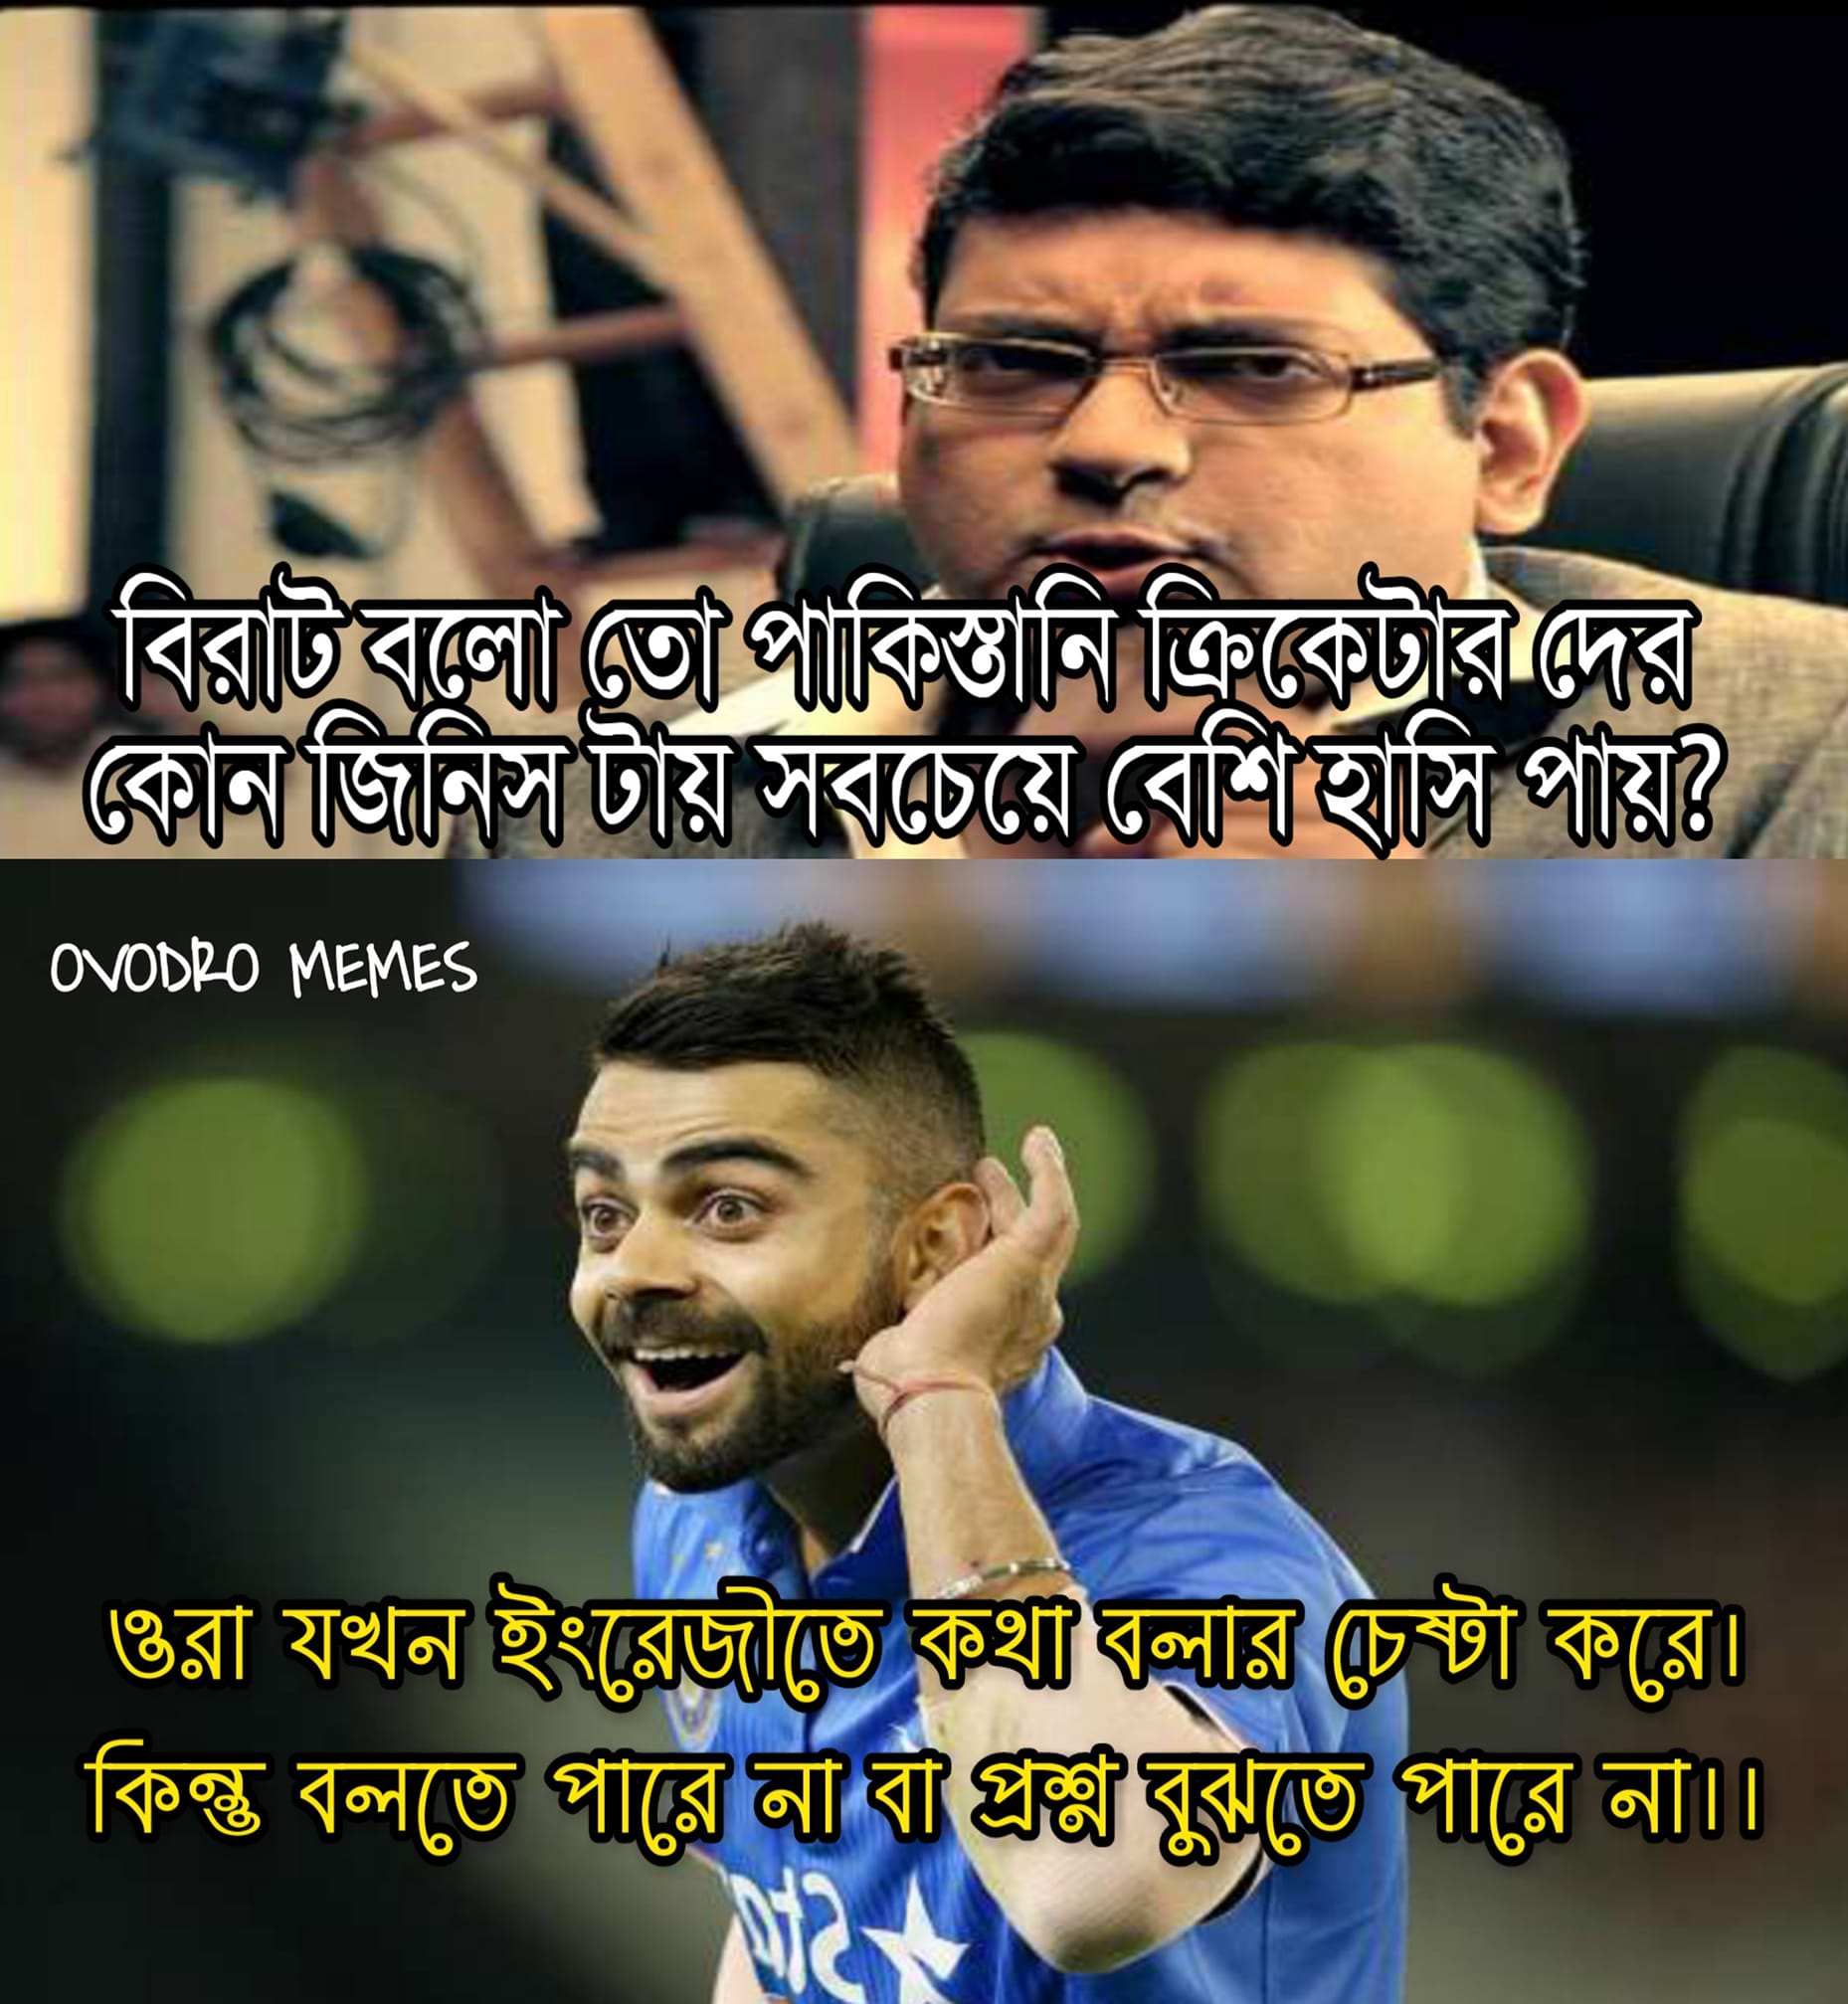 বিরাট বলো তো পাকিস্তানি ক্রিকেটার দের
কোন জিনিস টায় সবচেয়ে বেশি হাসি পায়?
OVODRO MEMES
ওরা যখন ইংরেজীতে কথা বলার চেষ্টা করে।
কিন্তু বলতে পারে না বা প্রশ্ন বুঝতে পারে না।।